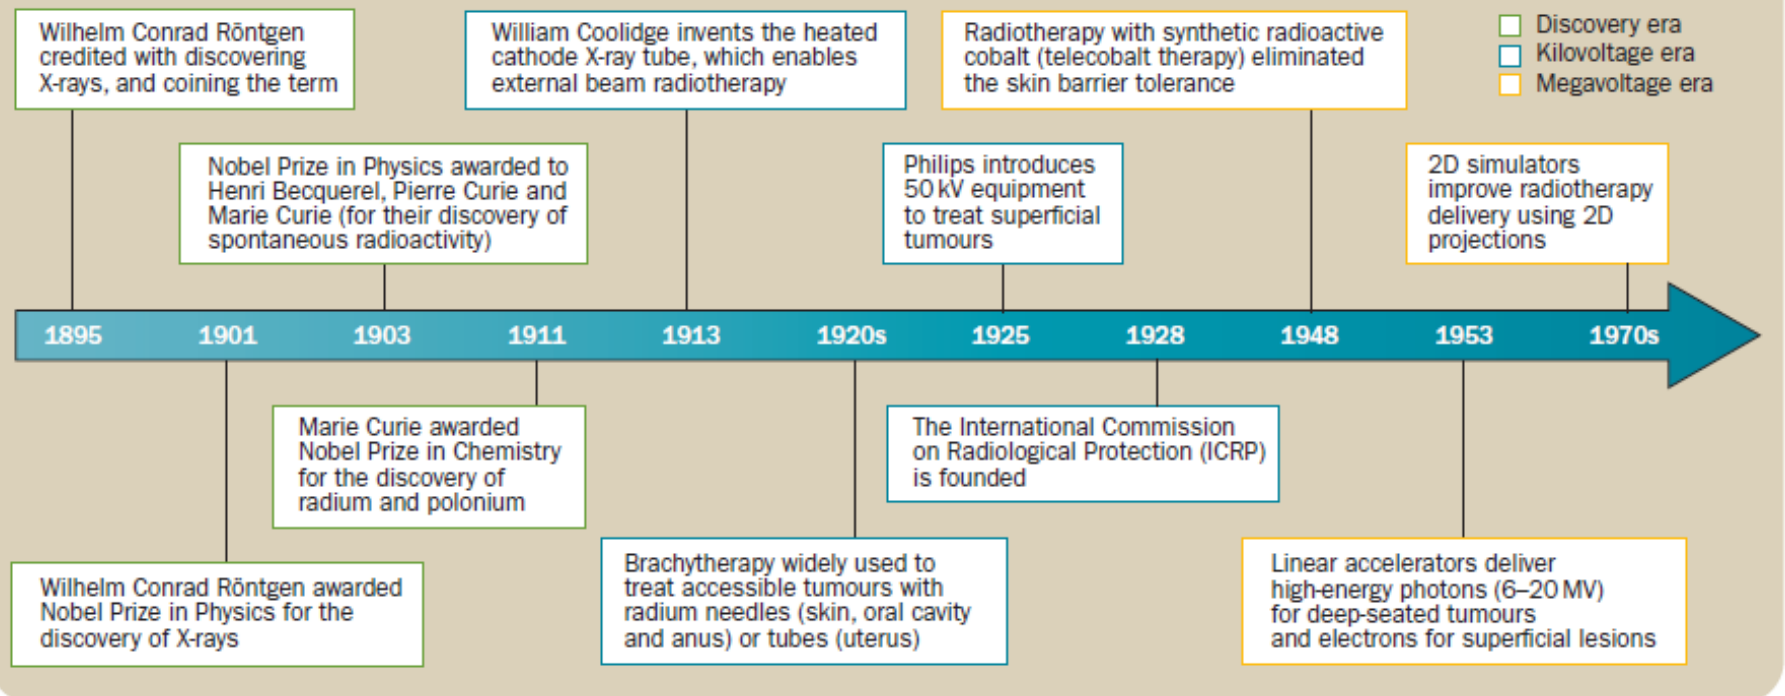 Wilhelm Conrad Röntgen
credited with discovering
X-rays, and coining the term
William Coolidge invents the heated
cathode X-ray tube, which enables
external beam radiotherapy
Radiotherapy with synthetic radioactive
cobalt (telecobalt therapy) eliminated
the skin barrier tolerance
Discovery era
Kilovoltage era
Megavoltage era
Nobel Prize in Physics awarded to
Henri Becquerel, Pierre Curie and
Marie Curie (for their discovery of
spontaneous radioactivity)
Philips introduces
50 kV equipment
to treat superficial
tumours
2D simulators
improve radiotherapy
delivery using 2D
projections
1895 1901 1903 1911 1913 1920s 1925 1928 1948 1953 1970s
Marie Curie awarded
Nobel Prize in Chemistry
for the discovery of
radium and polonium
The International Commission
on Radiological Protection (ICRP)
is founded
Wilhelm Conrad Röntgen awarded
Nobel Prize in Physics for the
discovery of X-rays
Brachytherapy widely used to
treat accessible tumours with
radium needles (skin, oral cavity
and anus) or tubes (uterus)
Linear accelerators deliver
high-energy photons (6–20 MV)
for deep-seated tumours
and electrons for superficial lesions